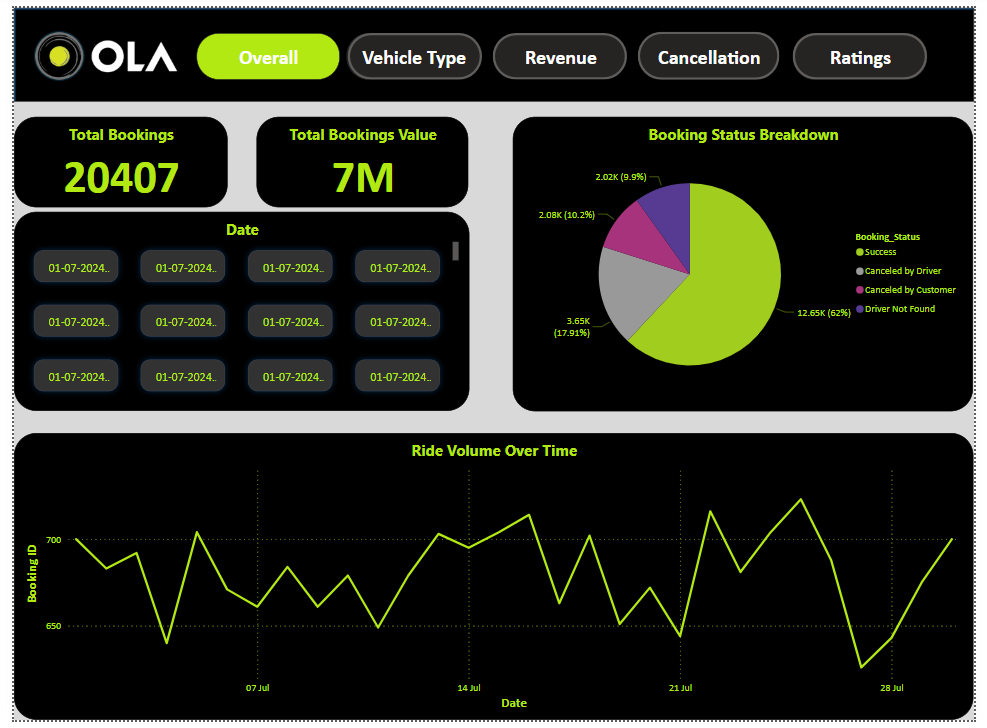 OLA
Overall
Vehicle Type
Revenue
Cancellation
Ratings
Total Bookings
20407
Total Bookings Value
7M
Date
01-07-2024..
01-07-2024..
01-07-2024..
01-07-2024..
01-07-2024..
01-07-2024..
01-07-2024..
01-07-2024..
01-07-2024..
01-07-2024..
01-07-2024..
01-07-2024..
Booking Status Breakdown
2.02K (9.9%)
2.08K (10.2%)
3.65K
(17.91%)
12.65K (62%)
Booking_Status
Success
Canceled by Driver
Canceled by Customer
Driver Not Found
Ride Volume Over Time
Booking ID
700
650
07 Jul
14 Jul
21 Jul
28 Jul
Date